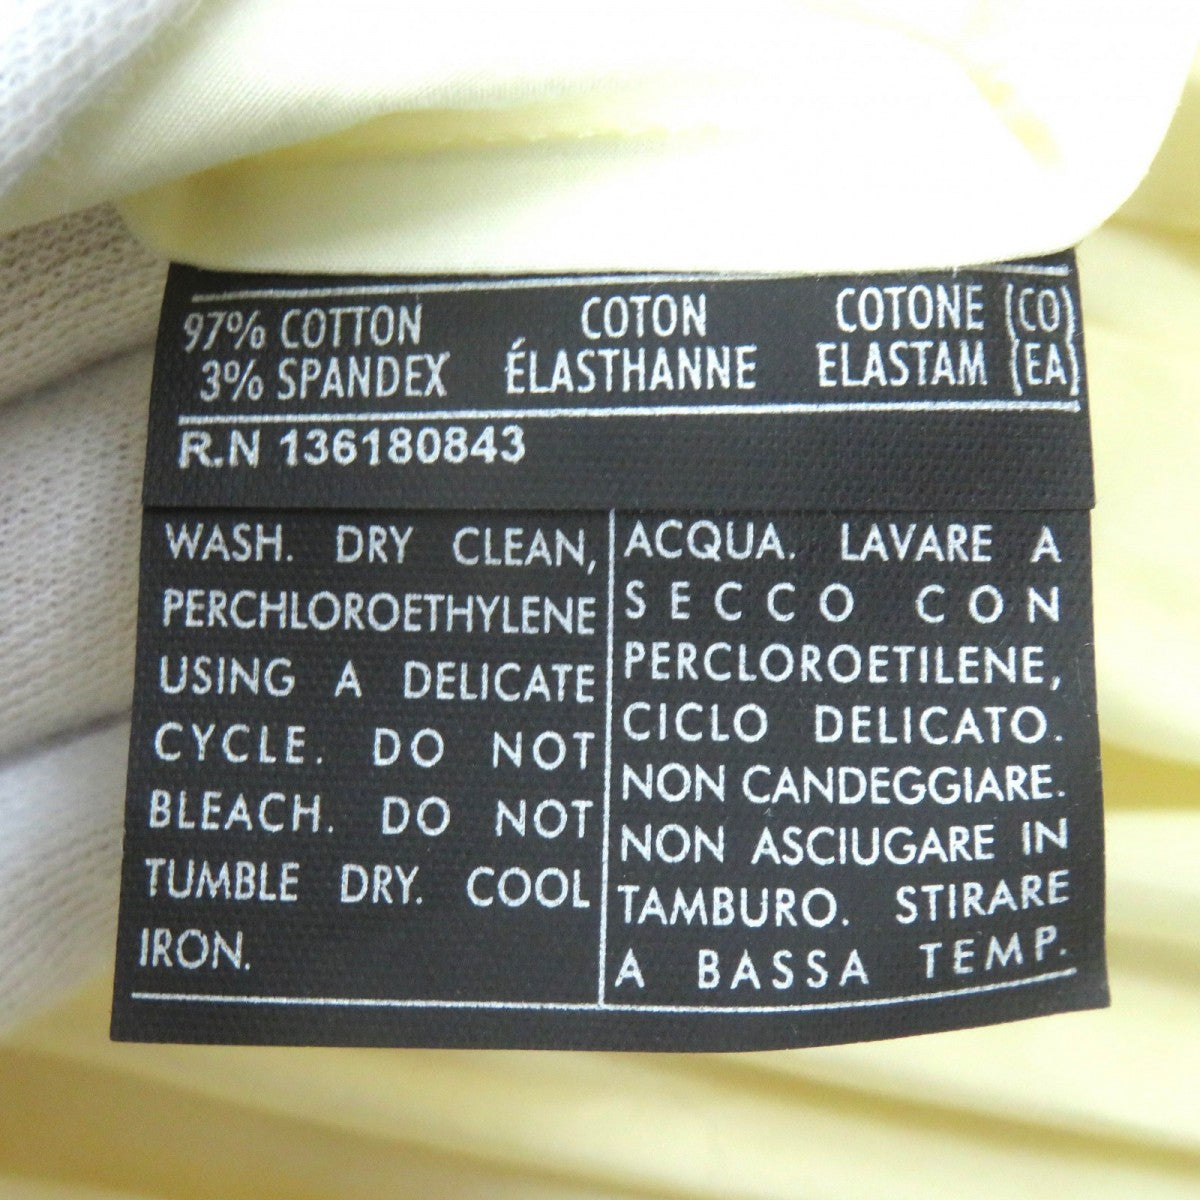 97% COTTON COTON COTONE (CO)
3% SPANDEX ÉLASTHANNE ELASTAM (EA)
R.N 136180843
WASH. DRY CLEAN,
PERCHLOROETHYLENE
USING A DELICATE
CYCLE. DO NOT
BLEACH. DO NOT
TUMBLE DRY. COOL
IRON.
ACQUA. LAVARE A
SECCO CON
PERCLOROETILENE,
CICLO DELICATO.
NON CANDEGGIARE.
NON ASCIUGARE IN
TAMBURO. STIRARE
A BASSA TEMP.